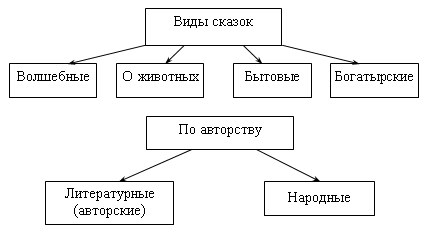 Виды сказок
Волшебные
О животных
Бытовые
Богатырские
По авторству
Литературные
(авторские)
Народные